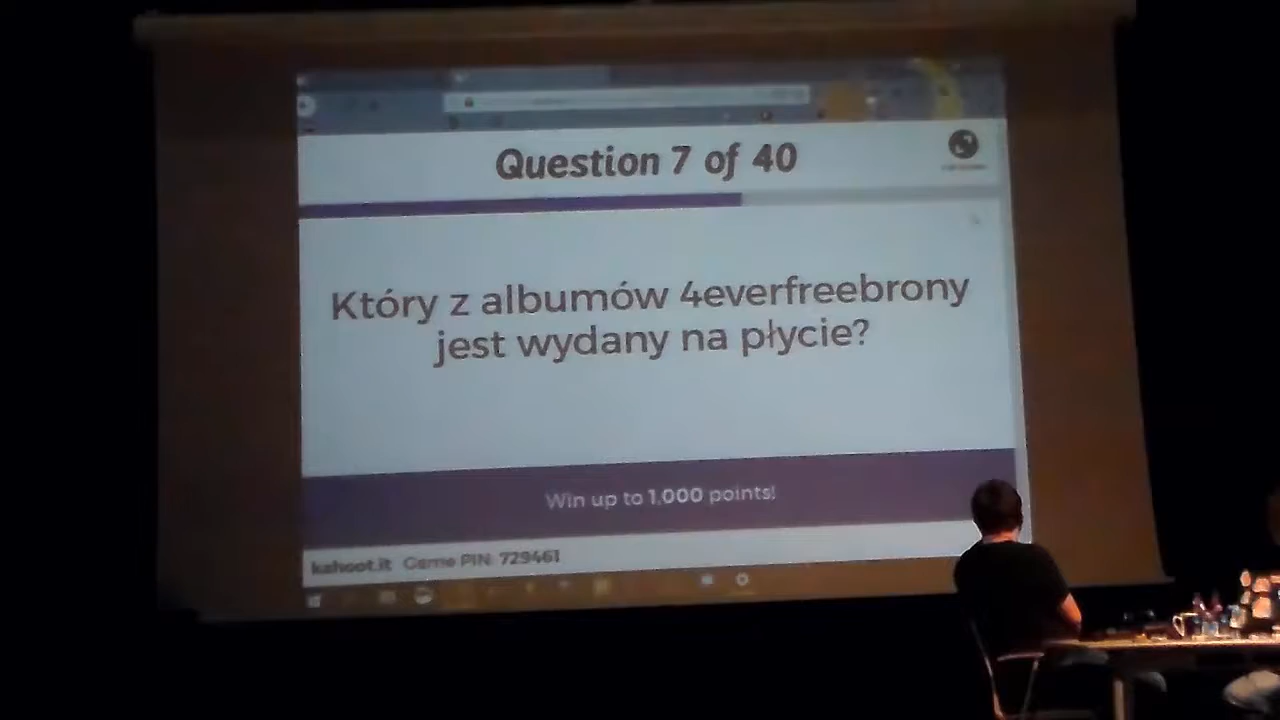 Question 7 of 40
Który z albumów 4everfreebrony
jest wydany na płycie?
Win up to 1,000 points!
kahoot.it Game PIN: 729461